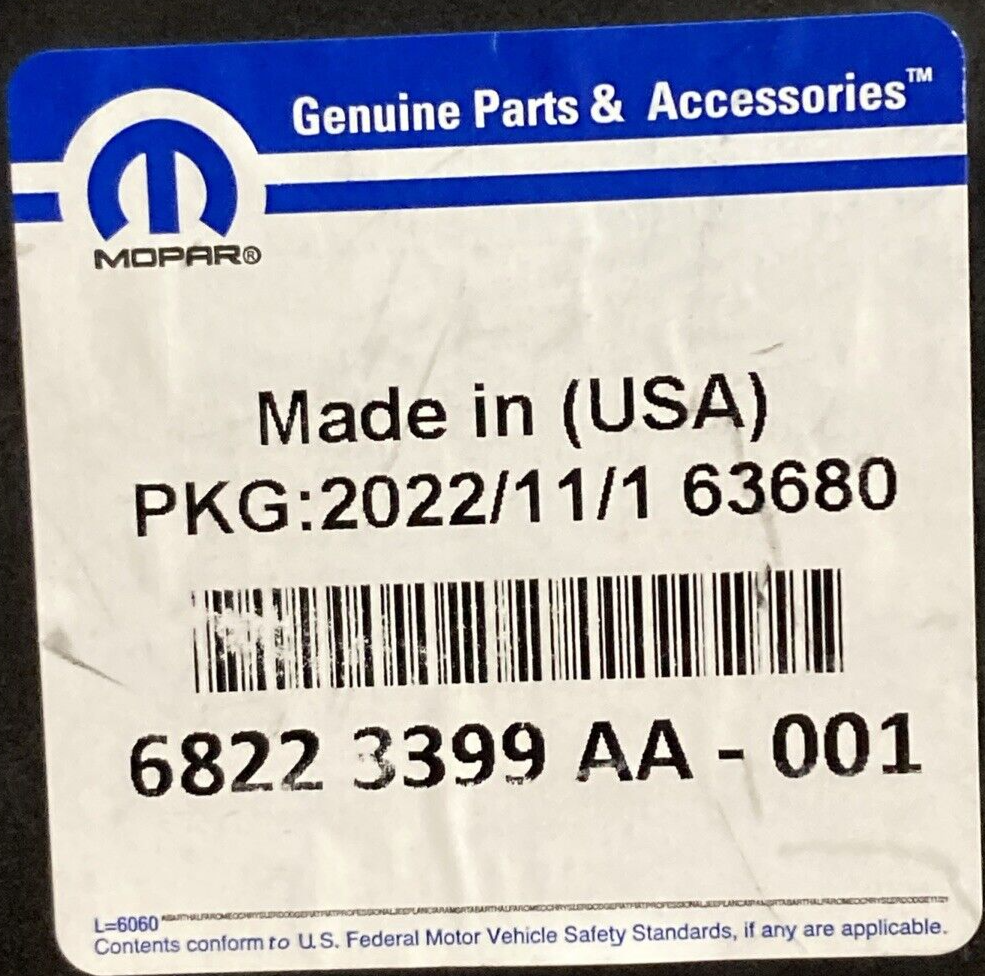 Genuine Parts & Accessories™
MOPAR®
Made in (USA)
PKG:2022/11/1 63680
6822 3399 AA - 001
L=6060
Contents conform to U.S. Federal Motor Vehicle Safety Standards, if any are applicable.